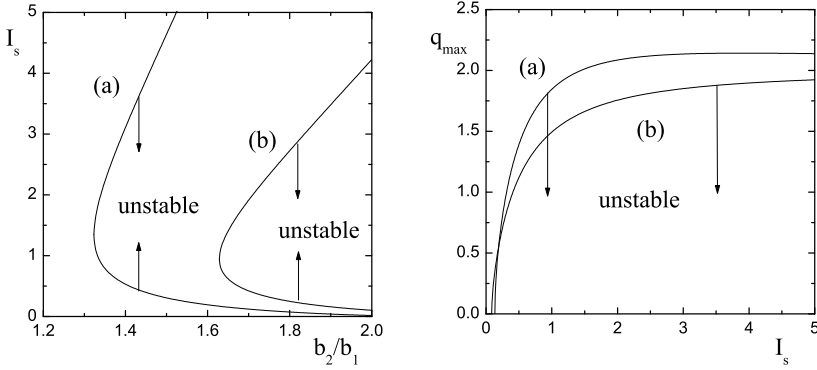 5
I_s
4
3
2
1
0
(a)
(b)
unstable
unstable
1.2 1.4 1.6 1.8 2.0
b_2/b_1
2.5
q_max
2.0
1.5
1.0
0.5
0.0
(a)
(b)
unstable
0 1 2 3 4 5
I_s